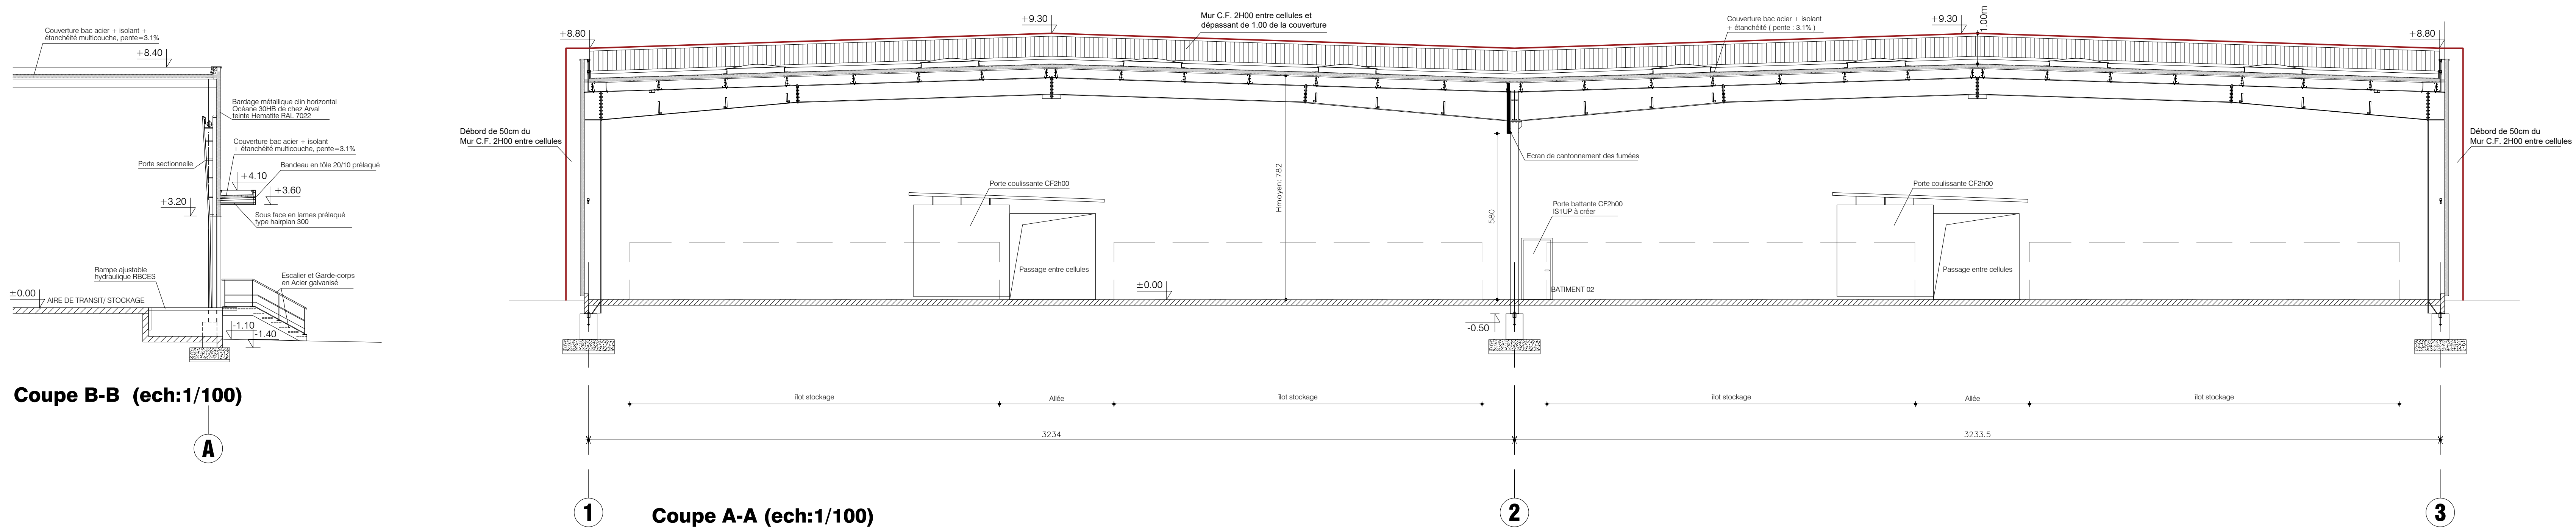 Couverture bac acier + isolant +
étanchéité multicouche, pente=3.1%
+8.40
Bardage métallique clin horizontal
Océane 30HB de chez Arval
teinte Hematite RAL 7022
Couverture bac acier + isolant
+ étanchéité multicouche, pente=3.1%
Porte sectionnelle
Bandeau en tôle 20/10 prélaqué
+4.10
+3.60
+3.20
Sous face en lames prélaqué
type hairplan 300
Rampe ajustable
hydraulique RBCES
Escalier et Garde-corps
en Acier galvanisé
±0.00
AIRE DE TRANSIT/ STOCKAGE
-1.10
-1.40
Coupe B-B (ech:1/100)
A
+8.80
+9.30
Mur C.F. 2H00 entre cellules et
dépassant de 1.00 de la couverture
Couverture bac acier + isolant
+ étanchéité ( pente : 3.1% )
+9.30
1.00m
+8.80
Débord de 50cm du
Mur C.F. 2H00 entre cellules
Ecran de cantonnement des fumées
Débord de 50cm du
Mur C.F. 2H00 entre cellules
Porte coulissante CF2h00
Hmoyen: 782
580
Porte battante CF2h00
IS1UP à créer
Porte coulissante CF2h00
Passage entre cellules
Passage entre cellules
±0.00
BATIMENT 02
-0.50
îlot stockage
Allée
îlot stockage
îlot stockage
Allée
îlot stockage
3234
3233.5
1
2
3
Coupe A-A (ech:1/100)